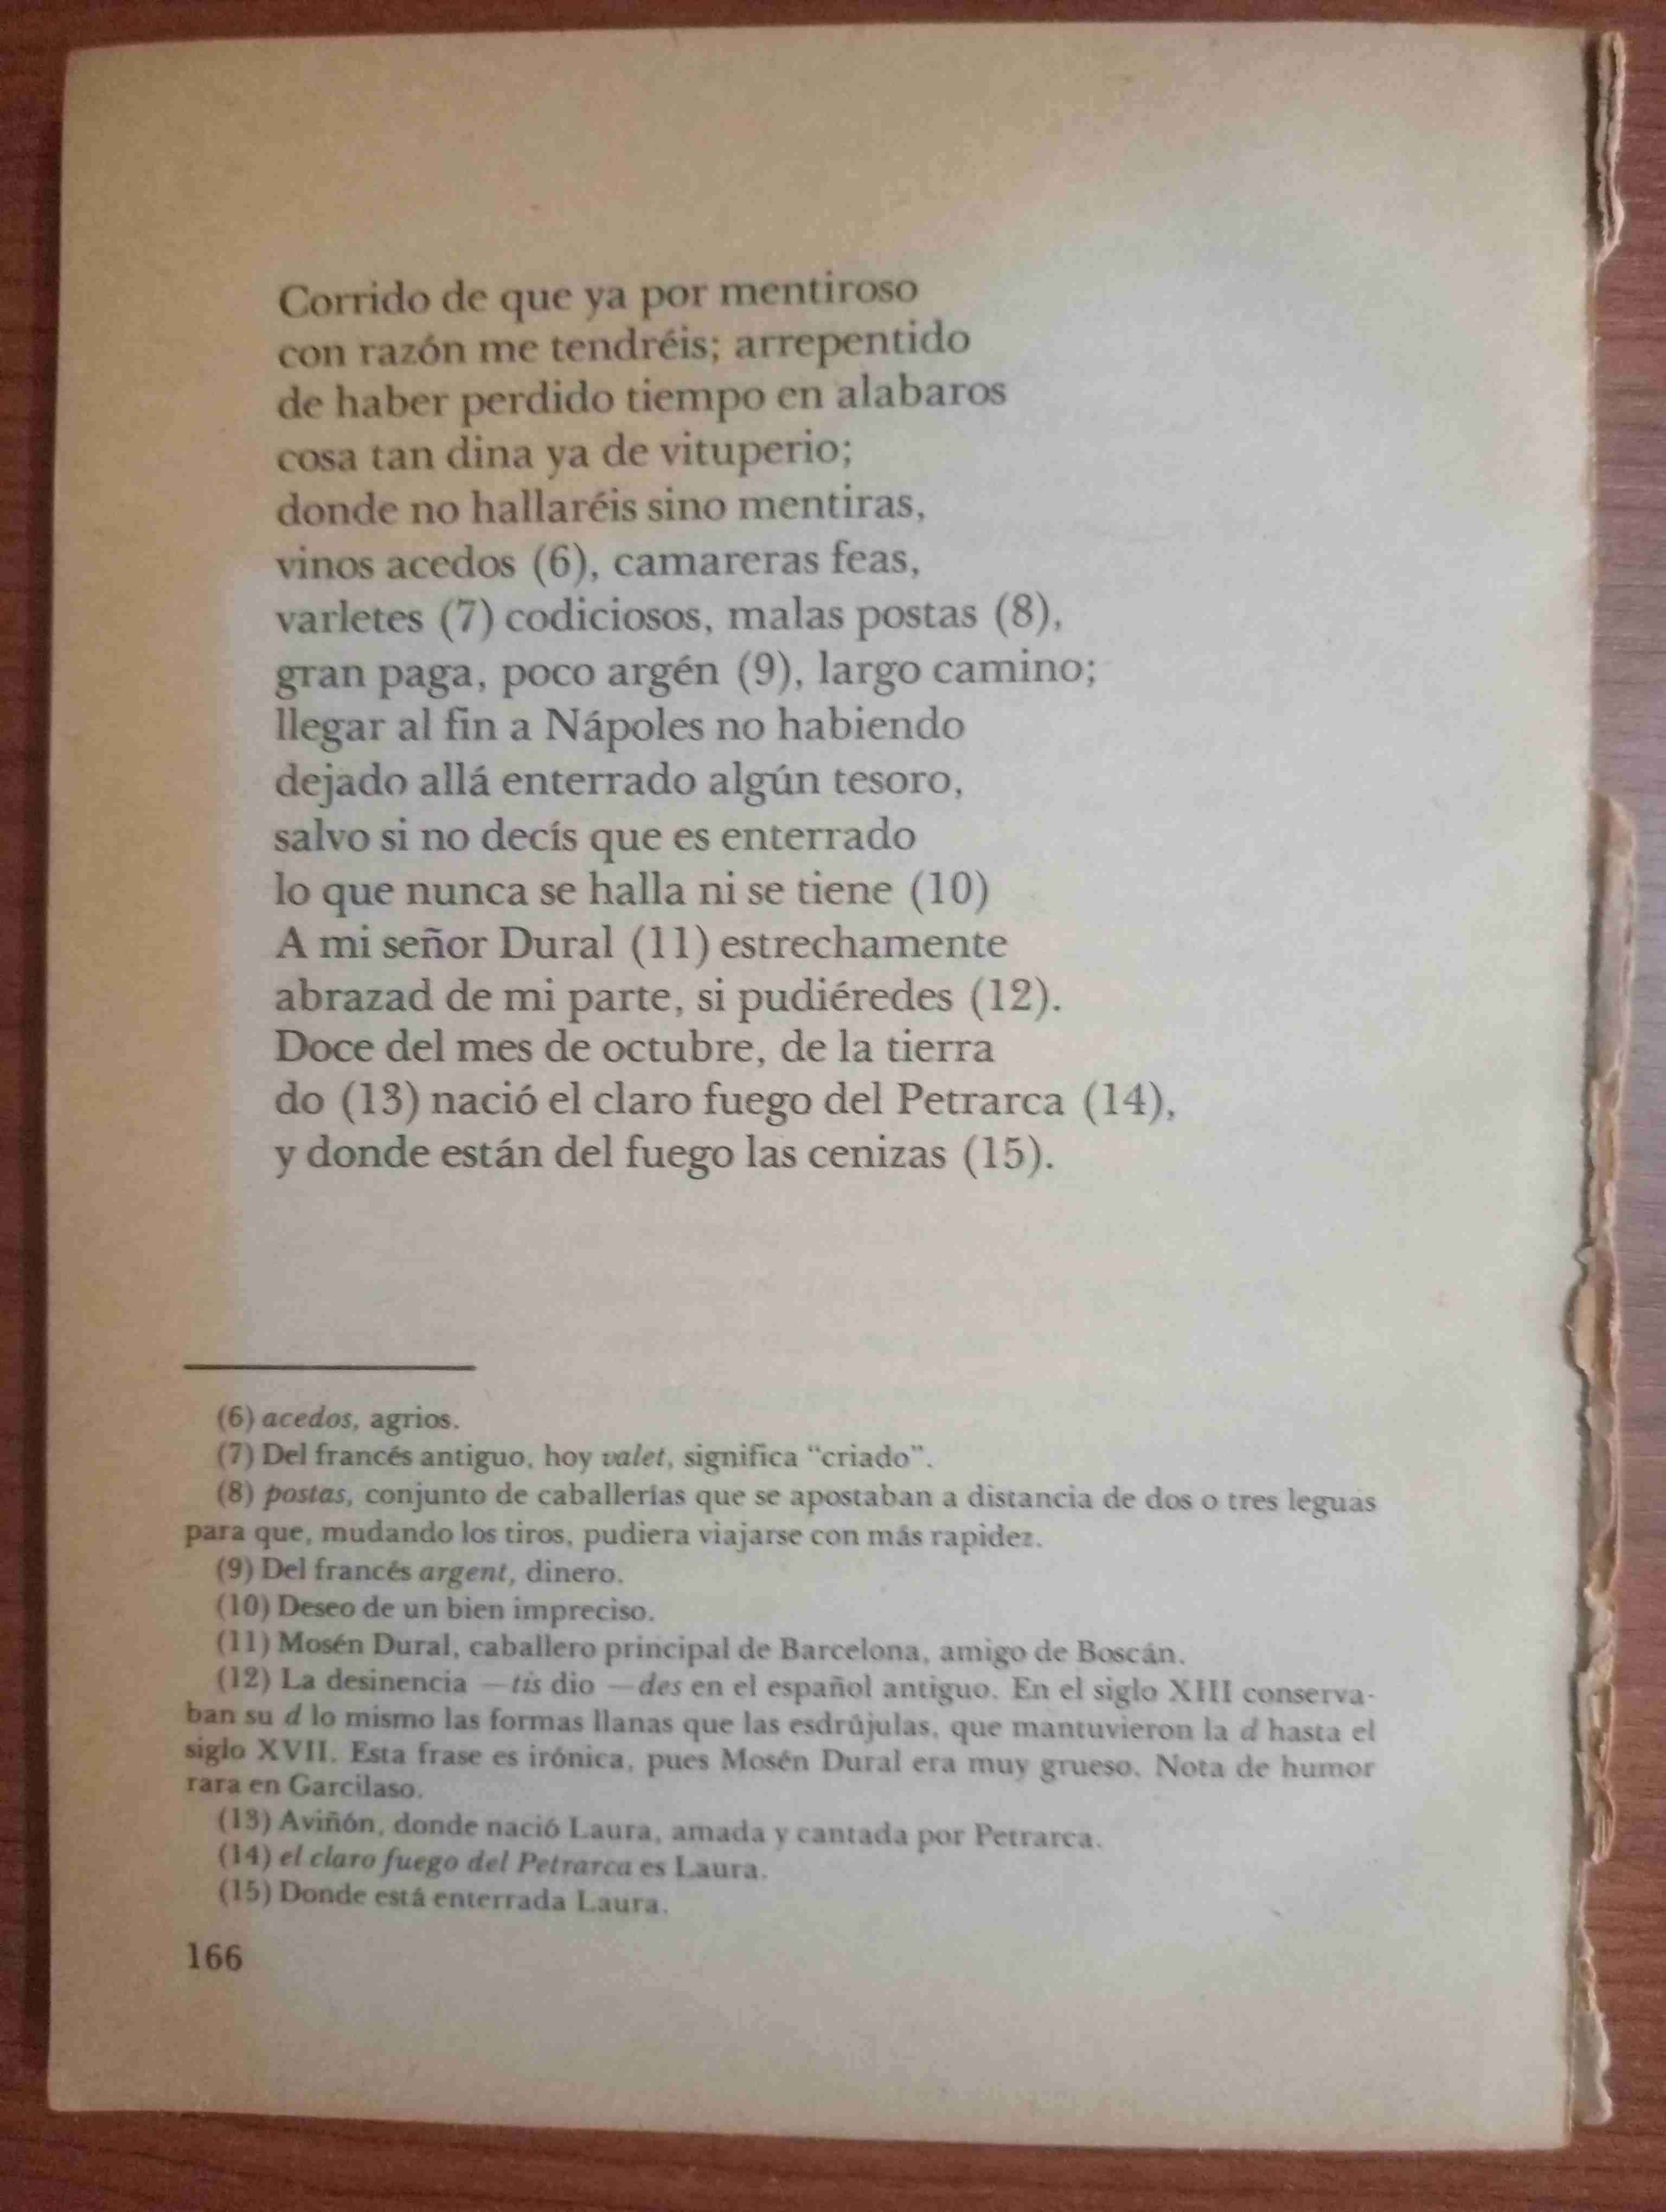 Corrido de que ya por mentiroso
con razón me tendréis; arrepentido
de haber perdido tiempo en alabaros
cosa tan dina ya de vituperio;
donde no hallaréis sino mentiras,
vinos acedos (6), camareras feas,
varletes (7) codiciosos, malas postas (8),
gran paga, poco argén (9), largo camino;
llegar al fin a Nápoles no habiendo
dejado allá enterrado algún tesoro,
salvo si no decís que es enterrado
lo que nunca se halla ni se tiene (10)
A mi señor Dural (11) estrechamente
abrazad de mi parte, si pudiéredes (12).
Doce del mes de octubre, de la tierra
do (13) nació el claro fuego del Petrarca (14),
y donde están del fuego las cenizas (15).
(6) acedos, agrios.
(7) Del francés antiguo, hoy valet, significa “criado”.
(8) postas, conjunto de caballerías que se apostaban a distancia de dos o tres leguas
para que, mudando los tiros, pudiera viajarse con más rapidez.
(9) Del francés argent, dinero.
(10) Deseo de un bien impreciso.
(11) Mosén Dural, caballero principal de Barcelona, amigo de Boscán.
(12) La desinencia —tis dio —des en el español antiguo. En el siglo XIII conserva-
ban su d lo mismo las formas llanas que las esdrújulas, que mantuvieron la d hasta el
siglo XVII. Esta frase es irónica, pues Mosén Dural era muy grueso. Nota de humor
rara en Garcilaso.
(13) Aviñón, donde nació Laura, amada y cantada por Petrarca.
(14) el claro fuego del Petrarca es Laura.
(15) Donde está enterrada Laura.
166